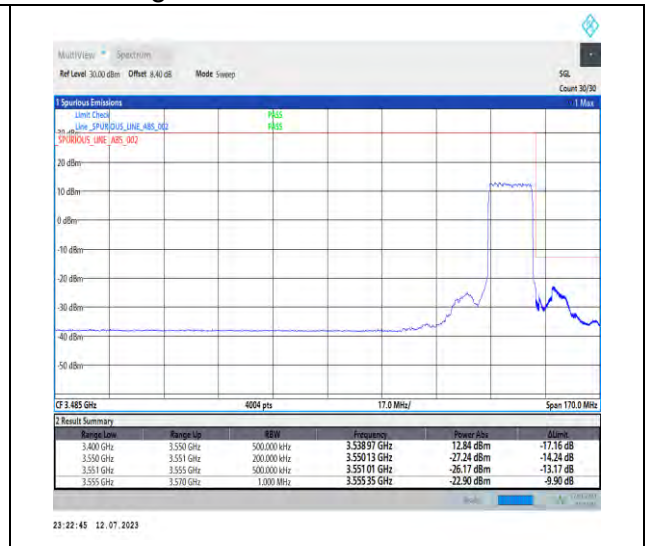 MultiView Spectrum
Ref Level 30.00 dBm Offset 8.40 dB Mode Sweep SGL
Count 30/30
1 Spurious Emissions 1 Max
Limit Check PASS
Line _SPURIOUS_LINE_ABS_002 PASS
SPURIOUS_LINE_ABS_002
20 dBm
10 dBm
0 dBm
-10 dBm
-20 dBm
-30 dBm
-40 dBm
-50 dBm
CF 3.485 GHz 4004 pts 17.0 MHz/ Span 170.0 MHz
2 Result Summary
Range Low Range Up RBW Frequency Power Abs ΔLimit
3.400 GHz 3.550 GHz 500.000 kHz 3.53897 GHz 12.84 dBm -17.16 dB
3.550 GHz 3.551 GHz 200.000 kHz 3.55013 GHz -27.24 dBm -14.24 dB
3.551 GHz 3.555 GHz 500.000 kHz 3.55101 GHz -26.17 dBm -13.17 dB
3.555 GHz 3.570 GHz 1.000 MHz 3.55535 GHz -22.90 dBm -9.90 dB
23:22:45 12.07.2023